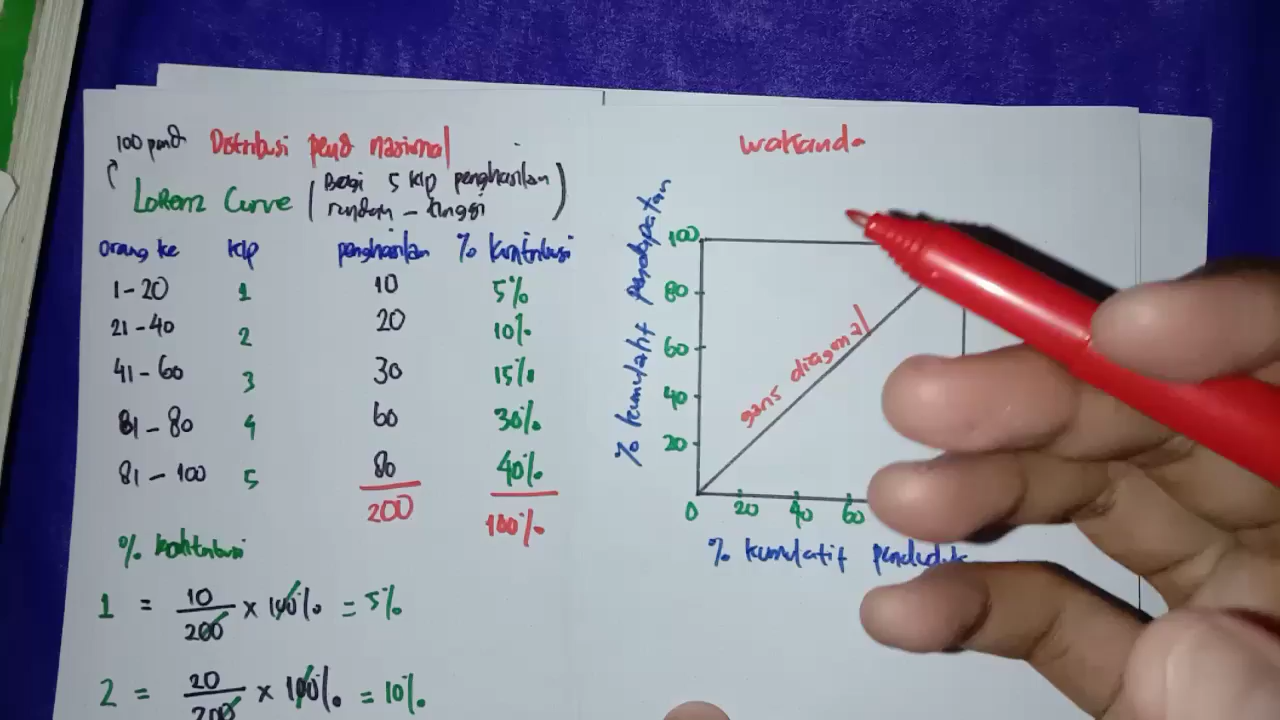 100 pend Distribusi pend nasional
Lorenz Curve (Bagi 5 klp penghasilan
rendah - tinggi)
orang ke klp penghasilan % kontribusi
1-20 1 10 5%
21-40 2 20 10%
41-60 3 30 15%
81-80 4 60 30%
81-100 5 80 40%
200 100%
% kontribusi
1 = 10/200 x 100% = 5%
2 = 20/200 x 100% = 10%
wakanda
% kumulatif pendapatan
100
80
60
40
20
garis diagonal
0 20 40 60
% kumulatif penduduk